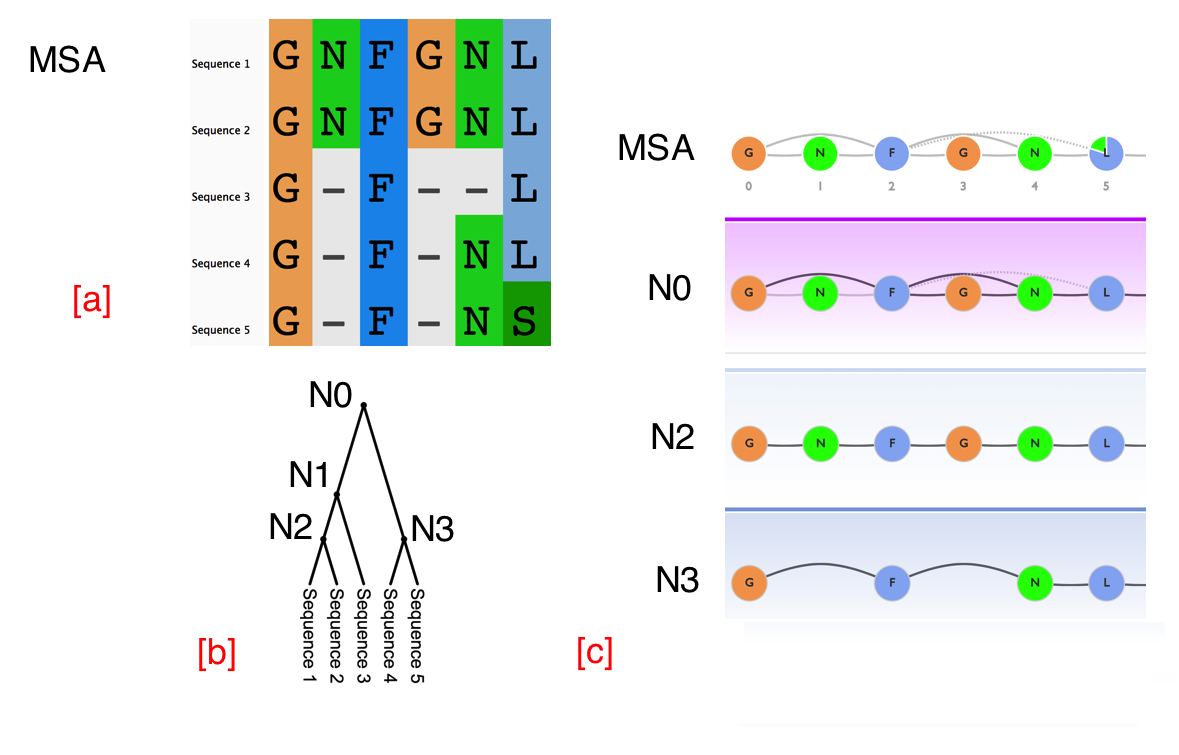 MSA
Sequence 1 G N F G N L
Sequence 2 G N F G N L
Sequence 3 G – F – – L
Sequence 4 G – F – N L
Sequence 5 G – F – N S
[a]
N0
N1
N2
N3
Sequence 1
Sequence 2
Sequence 3
Sequence 4
Sequence 5
[b]
MSA G N F G N L
0 1 2 3 4 5
N0 G N F G N L
N2 G N F G N L
N3 G F N L
[c]